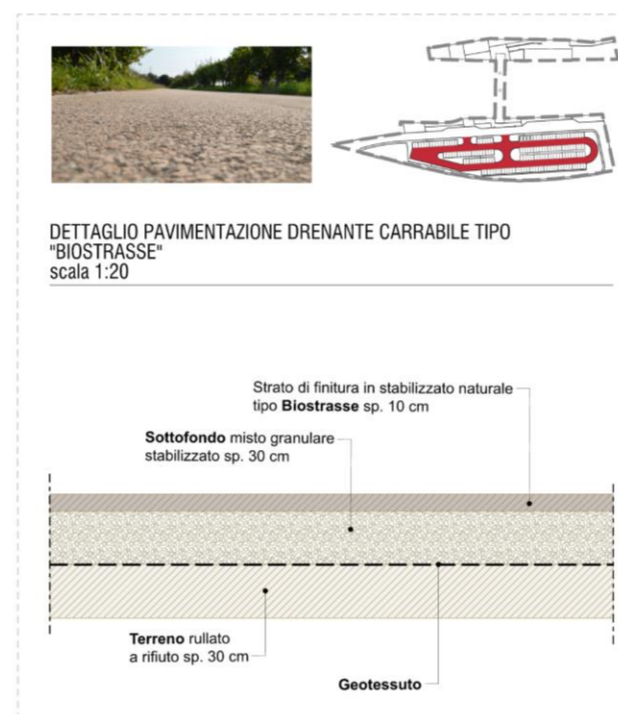 DETTAGLIO PAVIMENTAZIONE DRENANTE CARRABILE TIPO
"BIOSTRASSE"
scala 1:20
Strato di finitura in stabilizzato naturale
tipo Biostrasse sp. 10 cm
Sottofondo misto granulare
stabilizzato sp. 30 cm
Terreno rullato
a rifiuto sp. 30 cm
Geotessuto